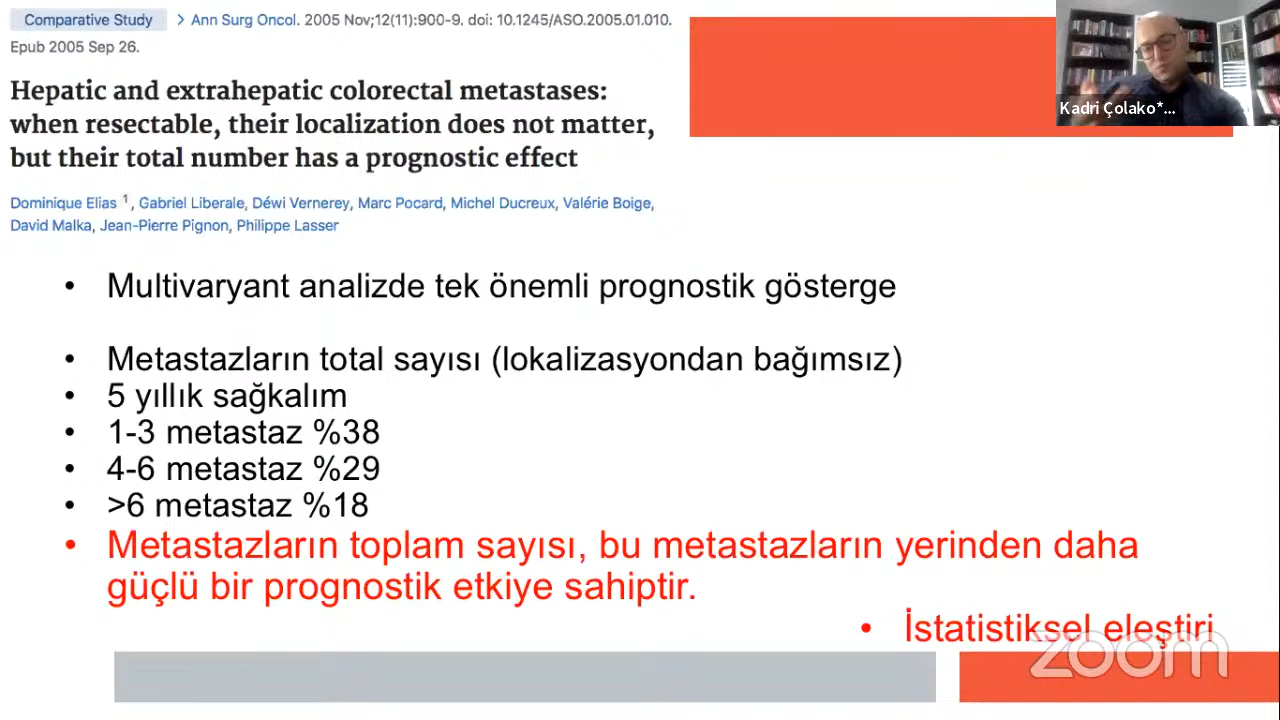 Comparative Study > Ann Surg Oncol. 2005 Nov;12(11):900-9. doi: 10.1245/ASO.2005.01.010.
Epub 2005 Sep 26.
Hepatic and extrahepatic colorectal metastases:
when resectable, their localization does not matter,
but their total number has a prognostic effect
Dominique Elias 1, Gabriel Liberale, Déwi Vernerey, Marc Pocard, Michel Ducreux, Valérie Boige,
David Malka, Jean-Pierre Pignon, Philippe Lasser
Kadri Çolako*...
• Multivaryant analizde tek önemli prognostik gösterge
• Metastazların total sayısı (lokalizasyondan bağımsız)
• 5 yıllık sağkalım
• 1-3 metastaz %38
• 4-6 metastaz %29
• >6 metastaz %18
• Metastazların toplam sayısı, bu metastazların yerinden daha
güçlü bir prognostik etkiye sahiptir.
• İstatistiksel eleştiri
zoom